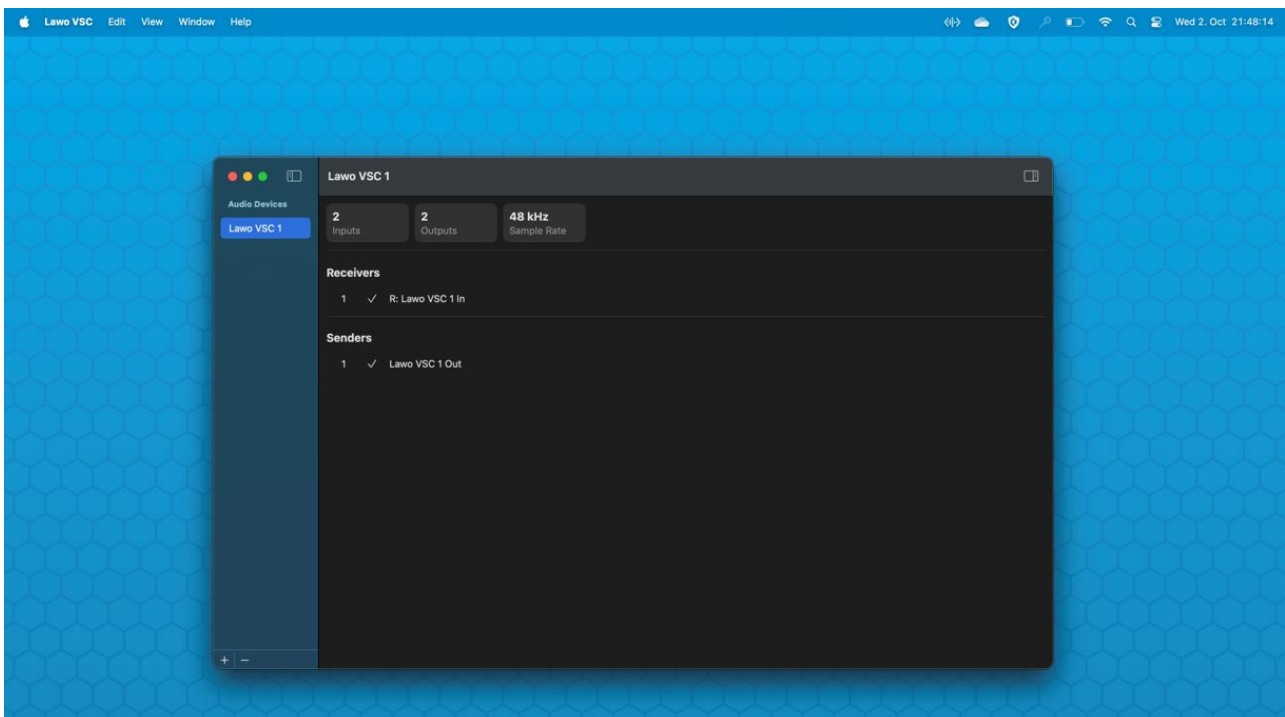 Lawo VSC Edit View Window Help Wed 2. Oct 21:48:14
Lawo VSC 1
Audio Devices
Lawo VSC 1
2 2 48 kHz
Inputs Outputs Sample Rate
Receivers
1 ✓ R: Lawo VSC 1 In
Senders
1 ✓ Lawo VSC 1 Out
+ −